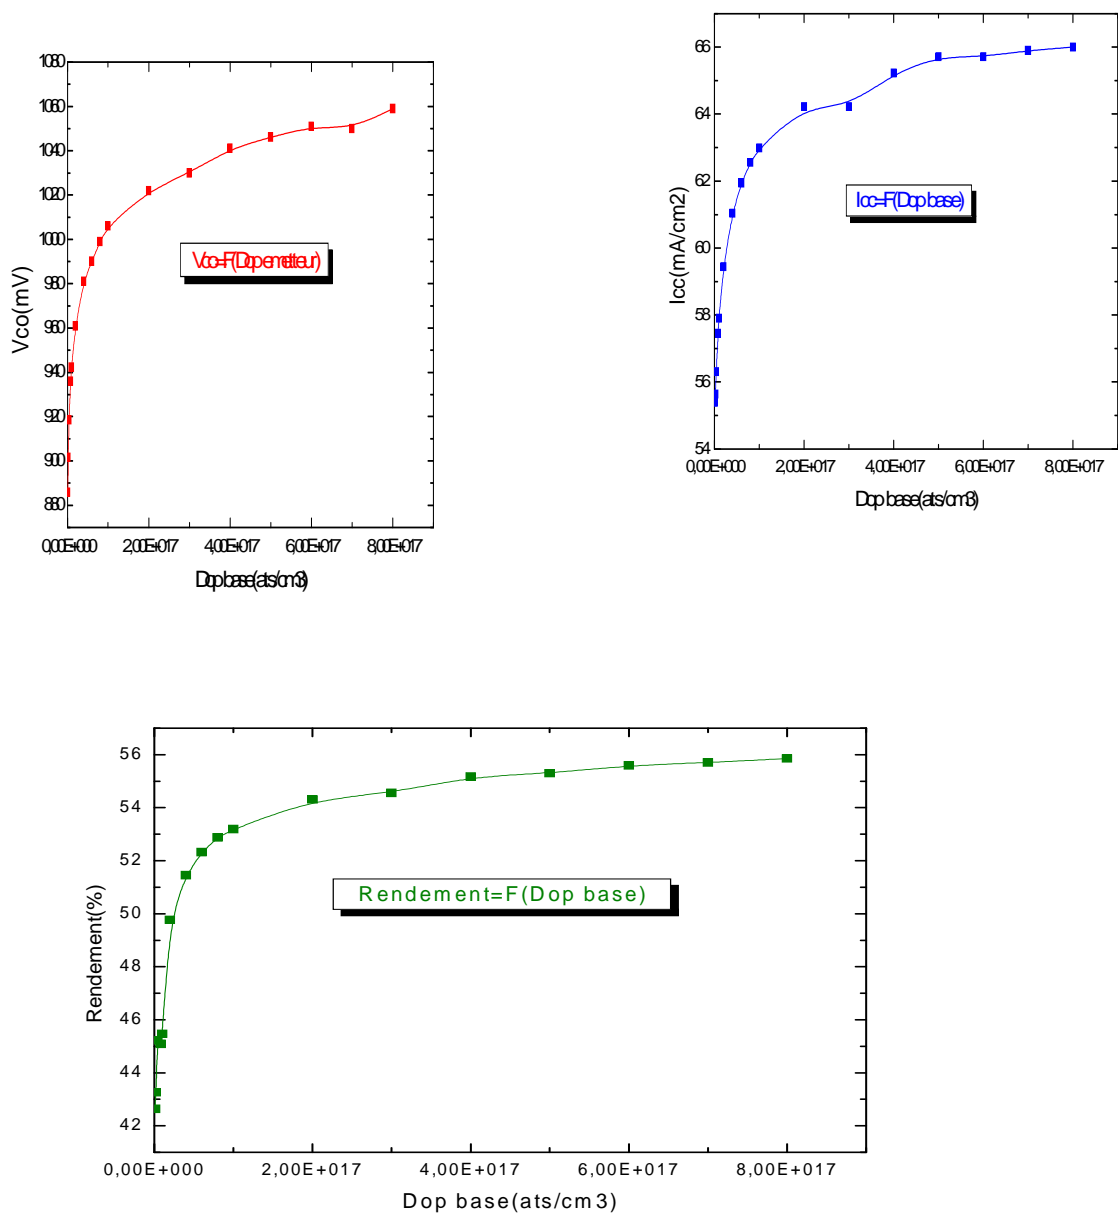 1080
1060
1040
1020
1000
980
960
940
920
900
880
Vco(mV)
Vco=F(Dop emetteur)
0,00E+000 2,00E+017 4,00E+017 6,00E+017 8,00E+017
Dop base(ats/cm3)
66
64
62
60
58
56
54
Icc(mA/cm2)
Icc=F(Dop base)
0,00E+000 2,00E+017 4,00E+017 6,00E+017 8,00E+017
Dop base(ats/cm3)
56
54
52
50
48
46
44
42
Rendement(%)
Rendement=F(Dop base)
0,00E+000 2,00E+017 4,00E+017 6,00E+017 8,00E+017
Dop base(ats/cm3)